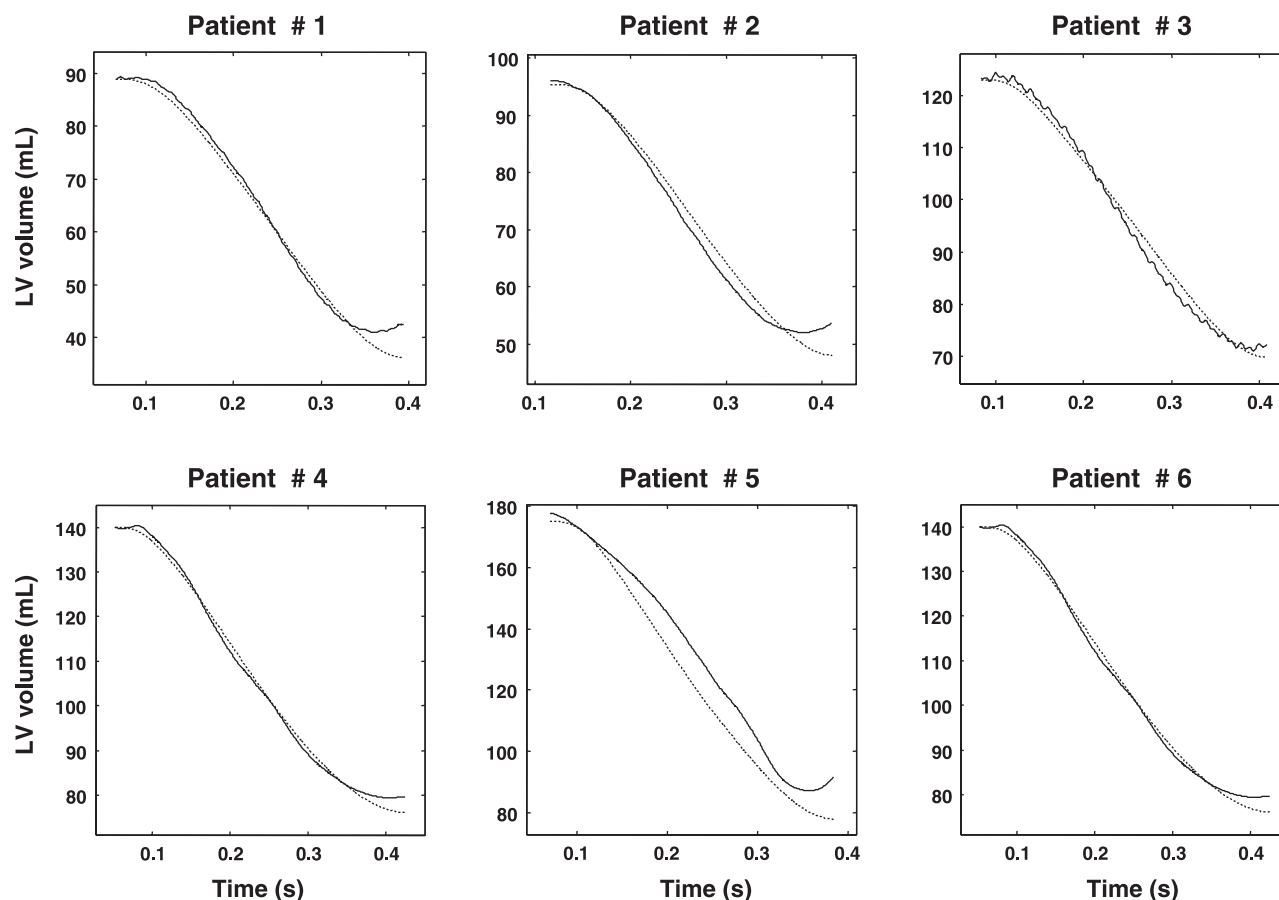 Patient # 1
LV volume (mL)
90
80
70
60
50
40
0.1 0.2 0.3 0.4
Patient # 2
100
90
80
70
60
50
0.1 0.2 0.3 0.4
Patient # 3
120
110
100
90
80
70
0.1 0.2 0.3 0.4
Patient # 4
LV volume (mL)
140
130
120
110
100
90
80
0.1 0.2 0.3 0.4
Time (s)
Patient # 5
180
160
140
120
100
80
0.1 0.2 0.3 0.4
Time (s)
Patient # 6
140
130
120
110
100
90
80
0.1 0.2 0.3 0.4
Time (s)